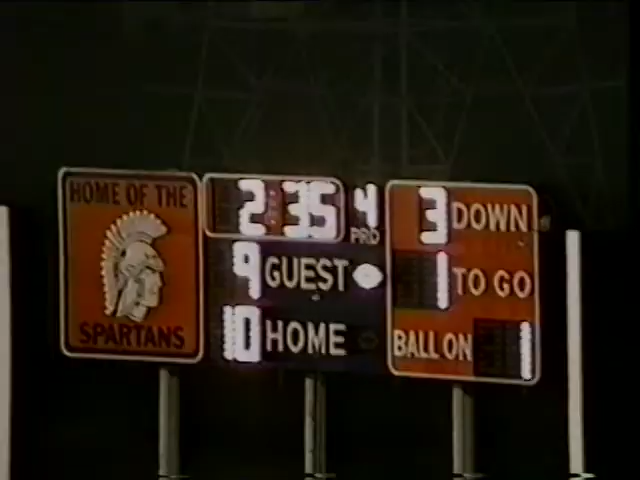 HOME OF THE
SPARTANS
2:35 4
PRD
9 GUEST
10 HOME
3 DOWN
1 TO GO
BALL ON 1